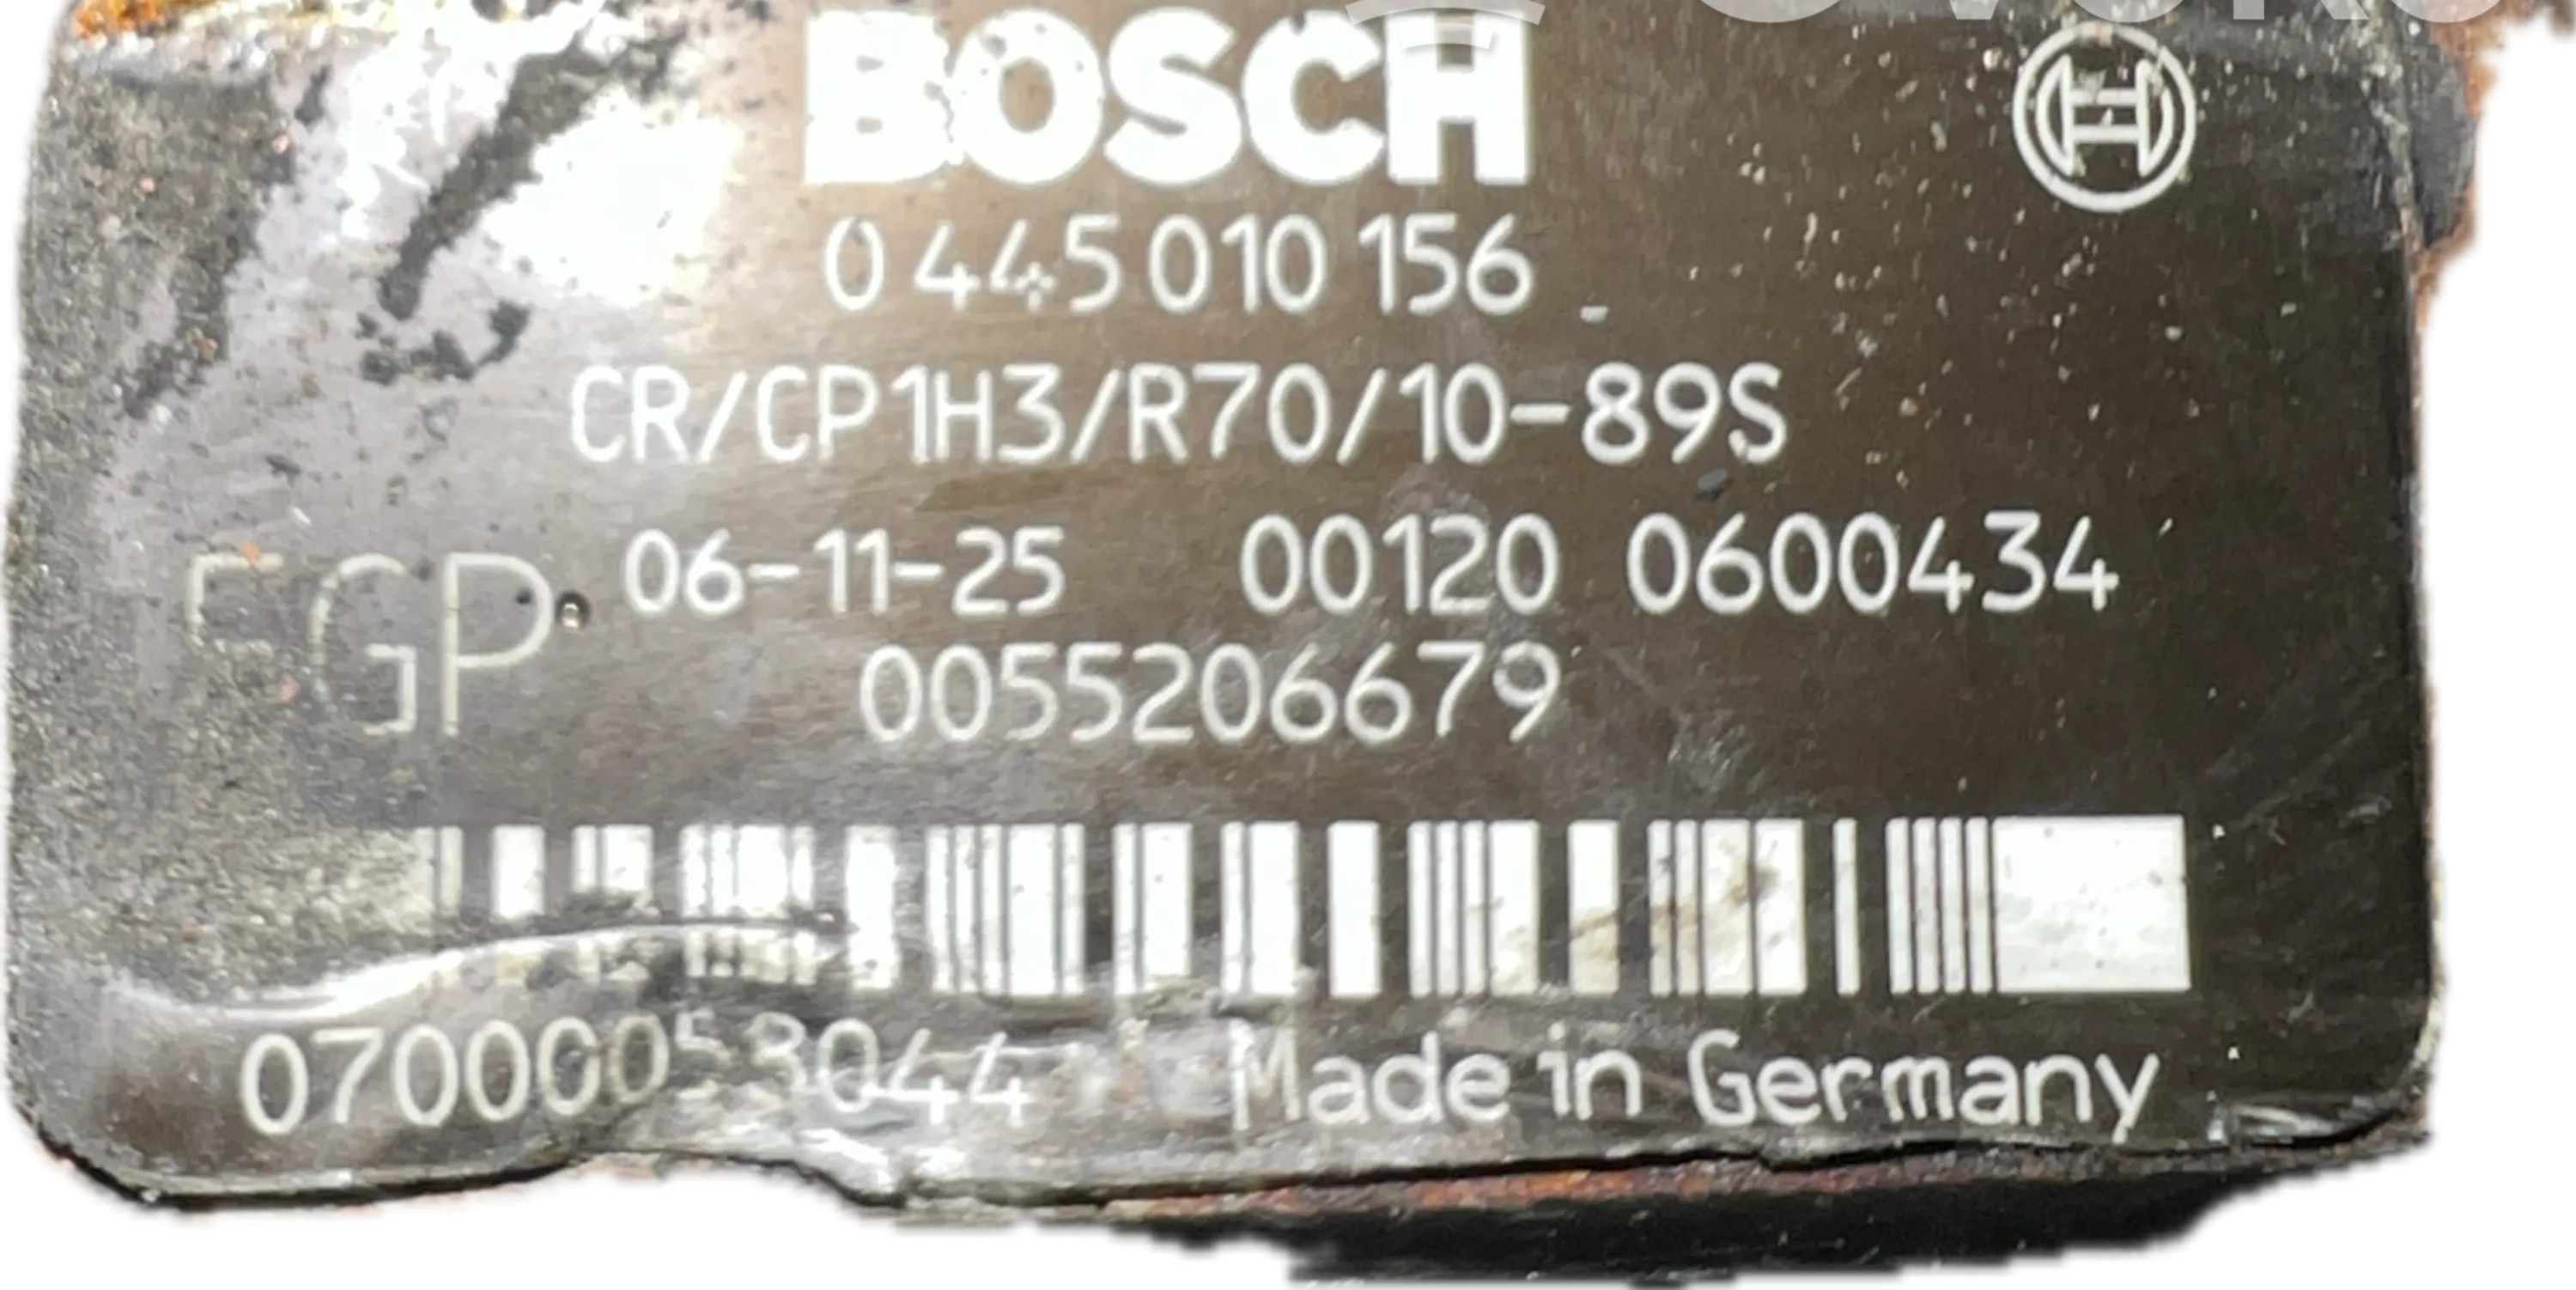 BOSCH
0 445 010 156
CR/CP1H3/R70/10-89S
FGP 06-11-25 00120 0600434
0055206679
07000053044 Made in Germany